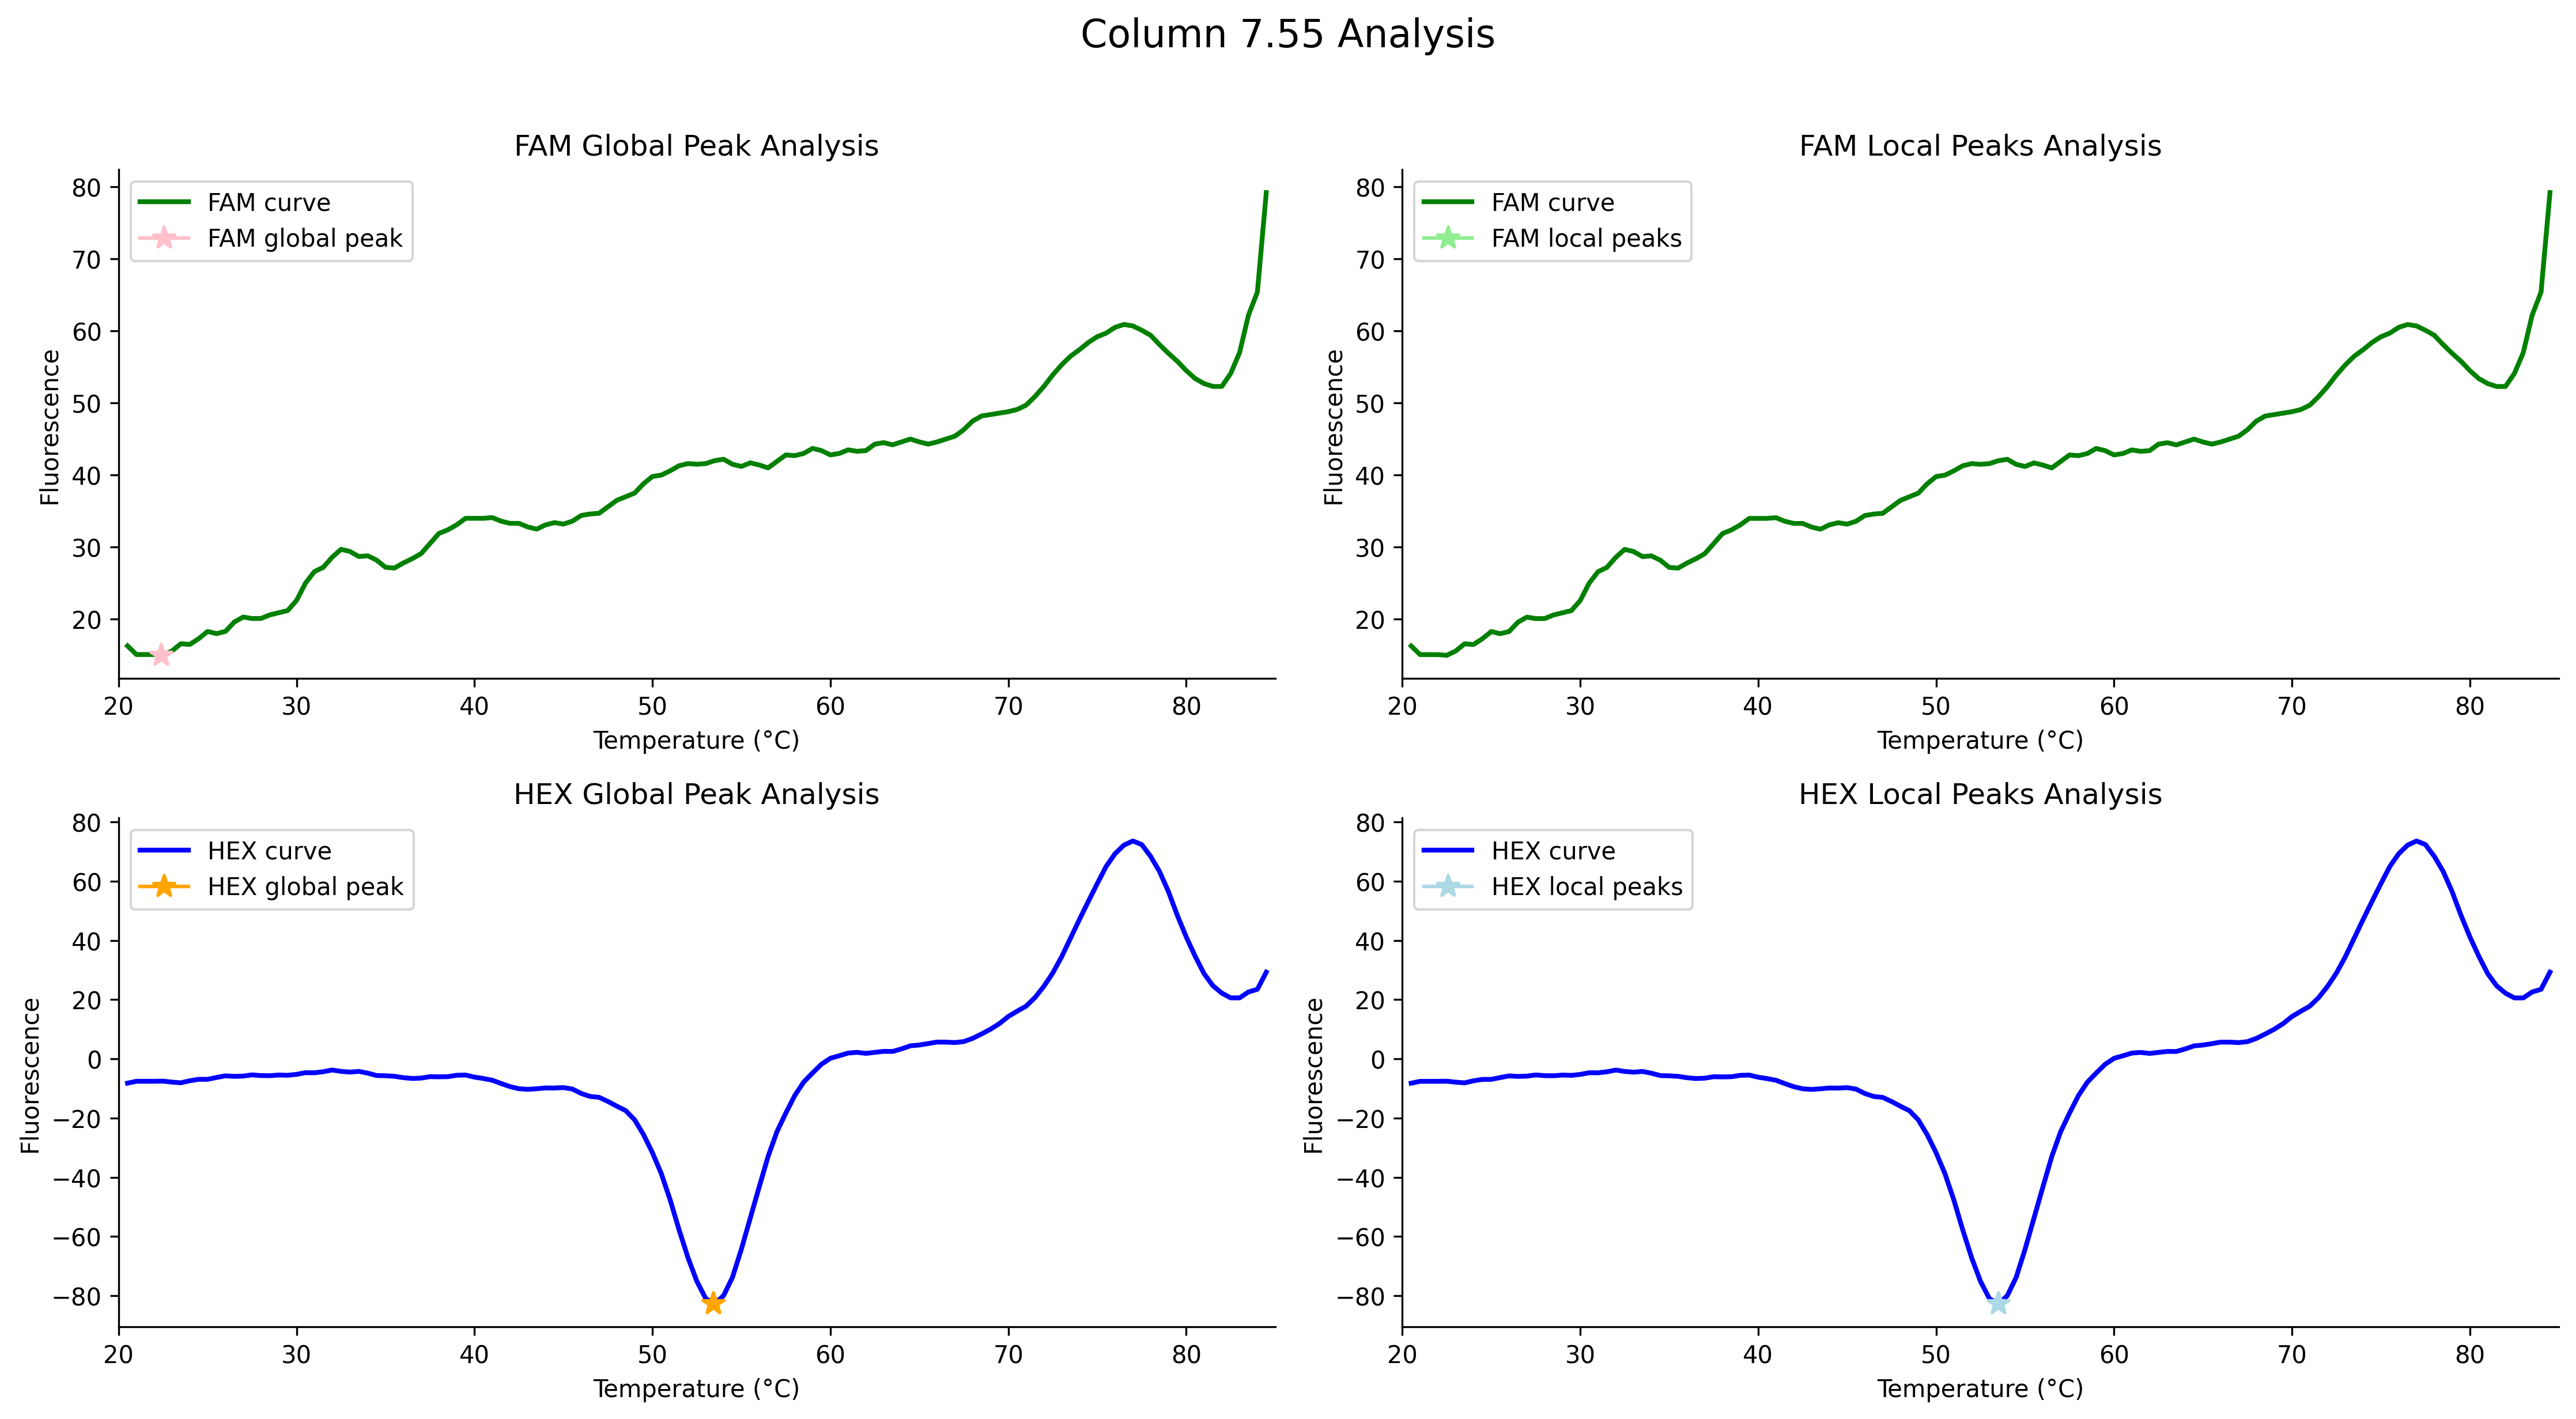 Column 7.55 Analysis
FAM Global Peak Analysis
Fluorescence
80
70
60
50
40
30
20
FAM curve
FAM global peak
20 30 40 50 60 70 80
Temperature (°C)
FAM Local Peaks Analysis
Fluorescence
80
70
60
50
40
30
20
FAM curve
FAM local peaks
20 30 40 50 60 70 80
Temperature (°C)
HEX Global Peak Analysis
Fluorescence
80
60
40
20
0
−20
−40
−60
−80
HEX curve
HEX global peak
20 30 40 50 60 70 80
Temperature (°C)
HEX Local Peaks Analysis
Fluorescence
80
60
40
20
0
−20
−40
−60
−80
HEX curve
HEX local peaks
20 30 40 50 60 70 80
Temperature (°C)